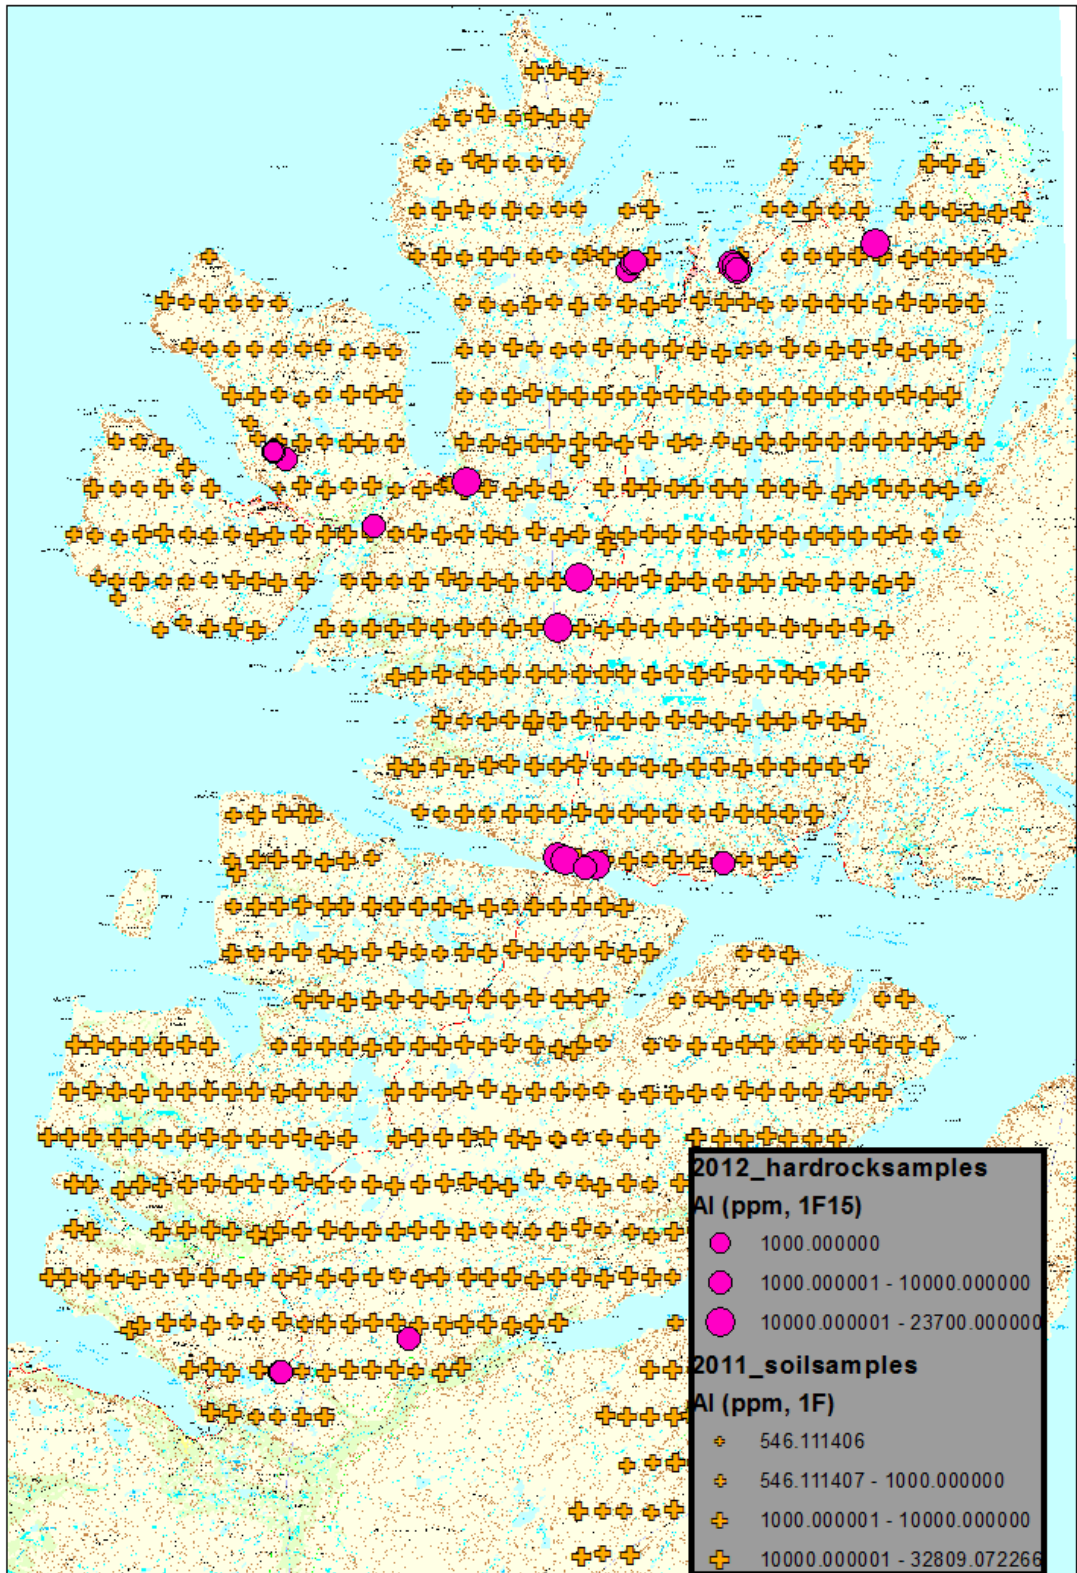 2012_hardrocksamples
Al (ppm, 1F15)
1000.000000
1000.000001 - 10000.000000
10000.000001 - 23700.000000
2011_soilsamples
Al (ppm, 1F)
546.111406
546.111407 - 1000.000000
1000.000001 - 10000.000000
10000.000001 - 32809.072266